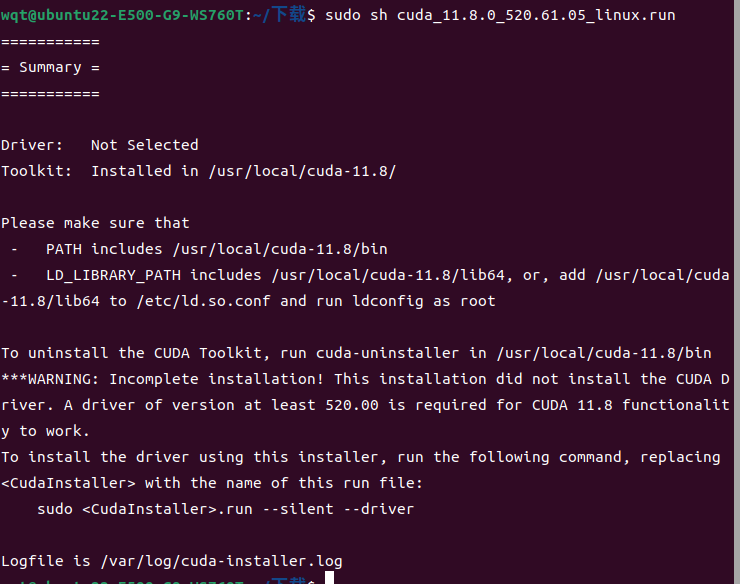 wqt@ubuntu22-E500-G9-WS760T:~/下载$ sudo sh cuda_11.8.0_520.61.05_linux.run
===========
= Summary =
===========
Driver:   Not Selected
Toolkit:  Installed in /usr/local/cuda-11.8/
Please make sure that
 -   PATH includes /usr/local/cuda-11.8/bin
 -   LD_LIBRARY_PATH includes /usr/local/cuda-11.8/lib64, or, add /usr/local/cuda
-11.8/lib64 to /etc/ld.so.conf and run ldconfig as root
To uninstall the CUDA Toolkit, run cuda-uninstaller in /usr/local/cuda-11.8/bin
***WARNING: Incomplete installation! This installation did not install the CUDA D
river. A driver of version at least 520.00 is required for CUDA 11.8 functionalit
y to work.
To install the driver using this installer, run the following command, replacing
<CudaInstaller> with the name of this run file:
    sudo <CudaInstaller>.run --silent --driver
Logfile is /var/log/cuda-installer.log